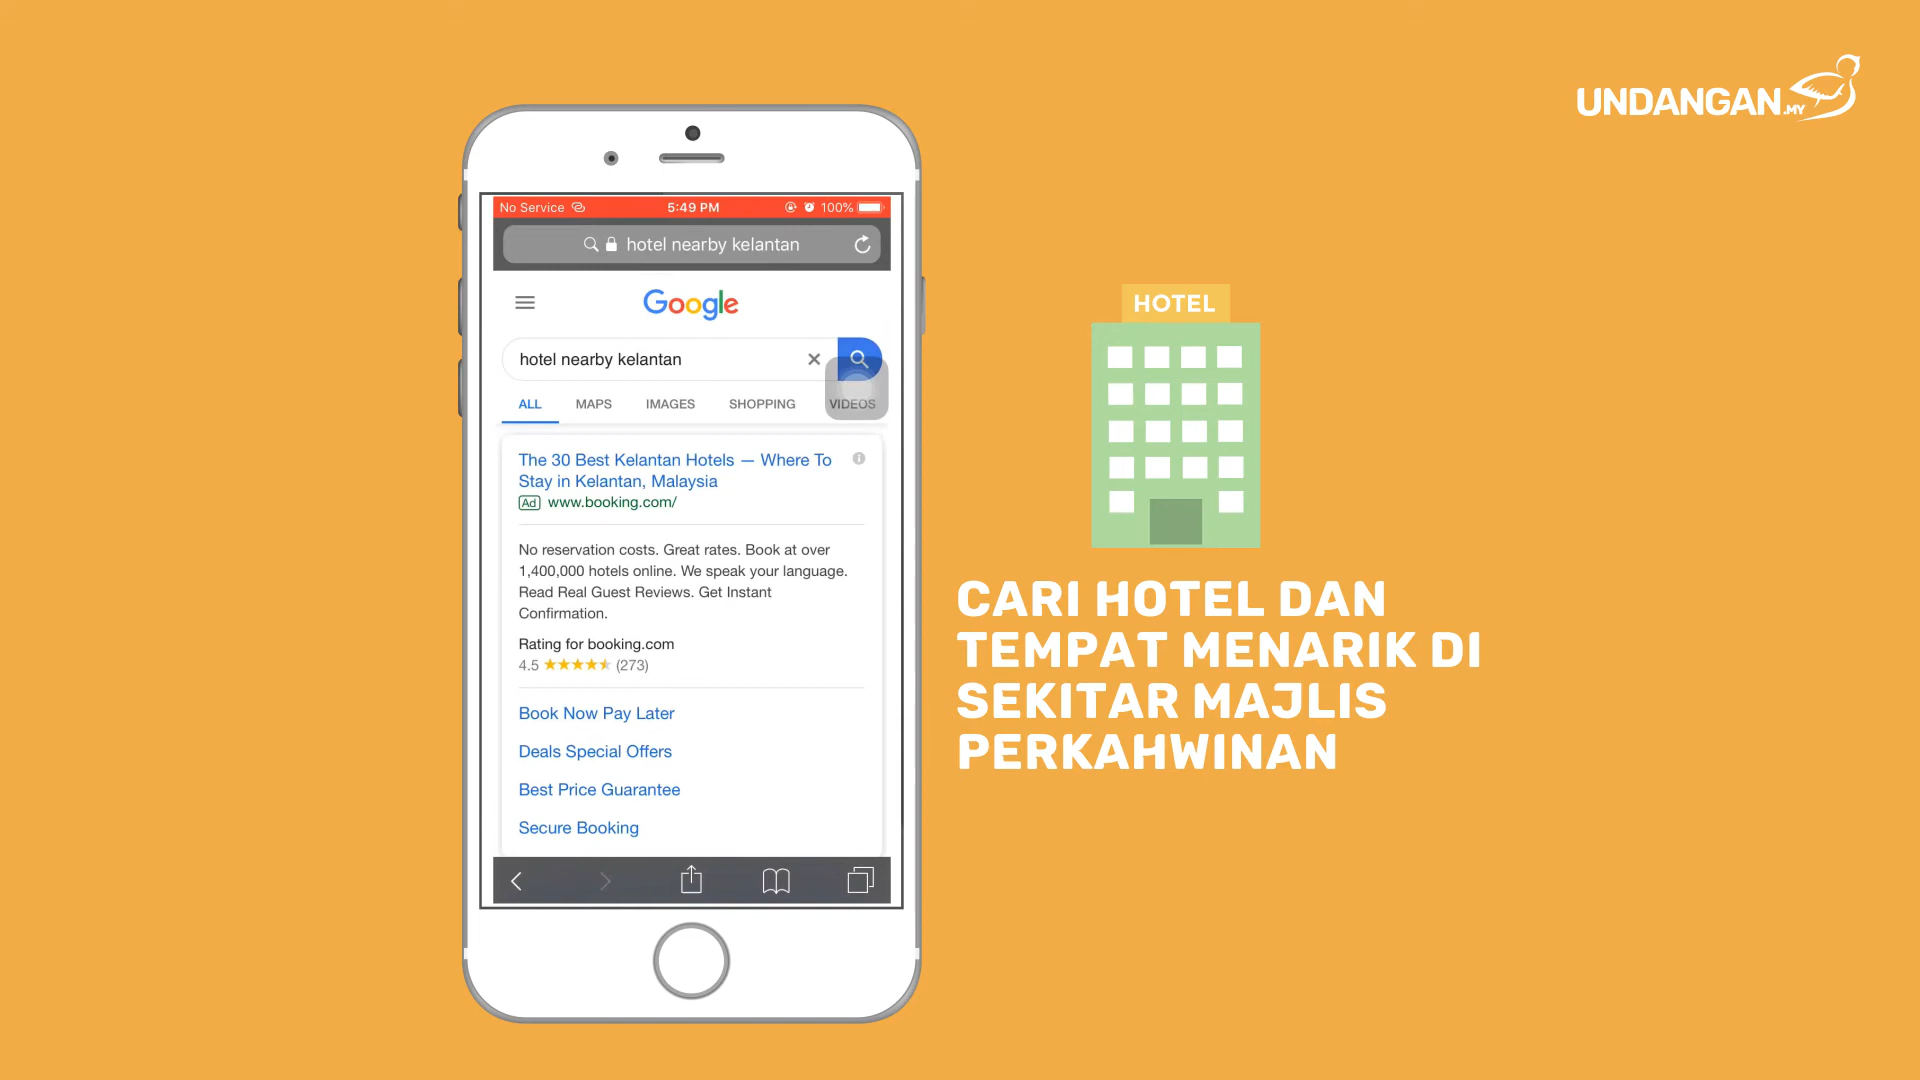 UNDANGAN.MY
No Service 5:49 PM 100%
hotel nearby kelantan
Google
hotel nearby kelantan
ALL MAPS IMAGES SHOPPING VIDEOS
The 30 Best Kelantan Hotels — Where To
Stay in Kelantan, Malaysia
Ad www.booking.com/
No reservation costs. Great rates. Book at over
1,400,000 hotels online. We speak your language.
Read Real Guest Reviews. Get Instant
Confirmation.
Rating for booking.com
4.5 (273)
Book Now Pay Later
Deals Special Offers
Best Price Guarantee
Secure Booking
HOTEL
CARI HOTEL DAN
TEMPAT MENARIK DI
SEKITAR MAJLIS
PERKAHWINAN